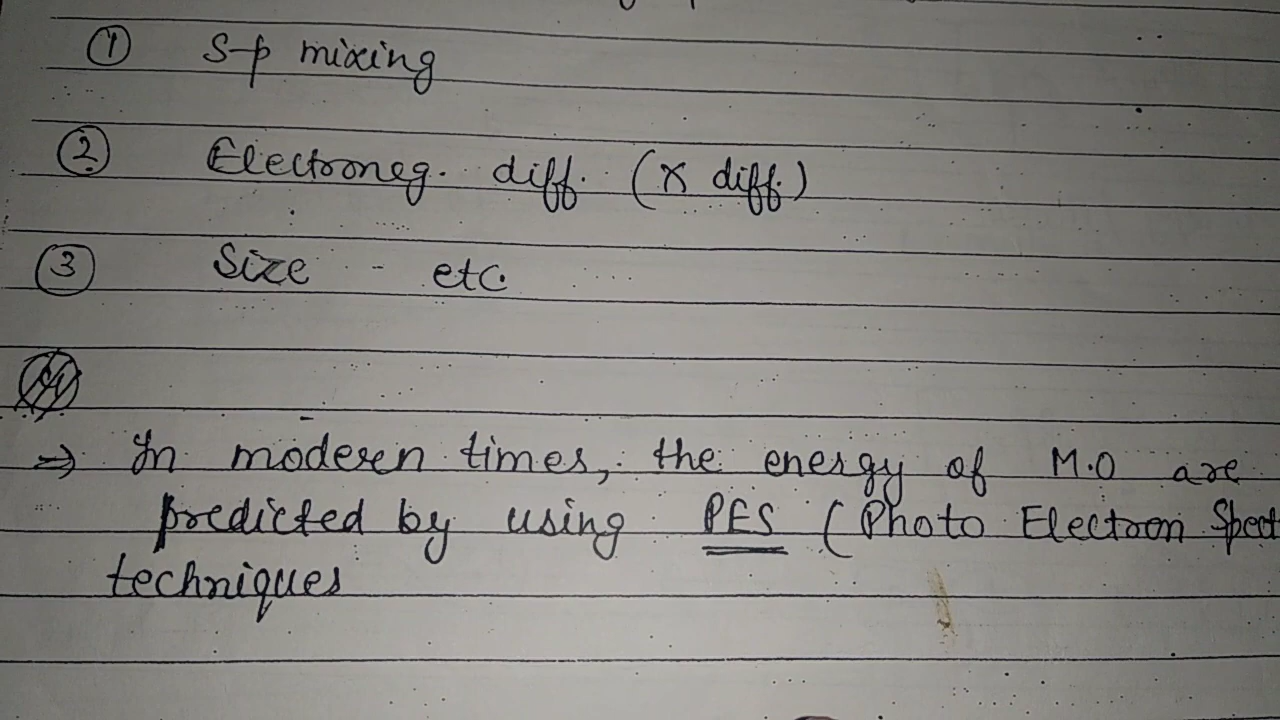 ① S-p mixing
② Electroneg. diff. (X diff.)
③ Size - etc.
⇒ In moderen times, the energy of M.O are
predicted by using PES (Photo Electron Spect
techniques